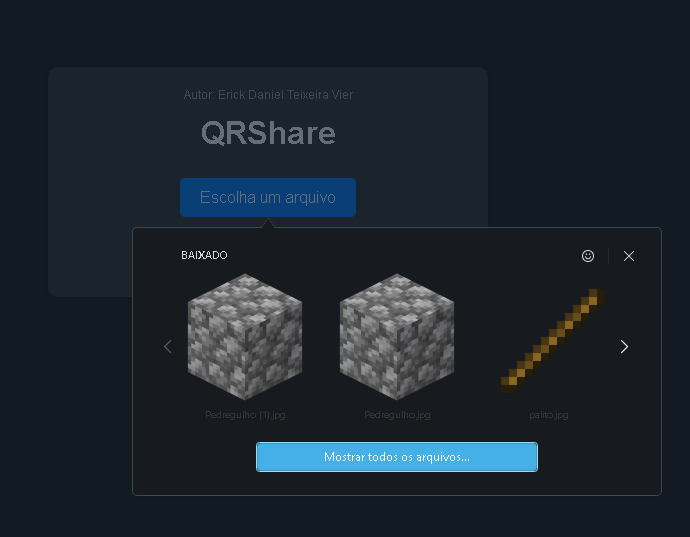 Autor: Erick Daniel Teixeira Vier
QRShare
Escolha um arquivo
BAIXADO
Pedregulho (1).jpg
Pedregulho.jpg
palito.jpg
Mostrar todos os arquivos...